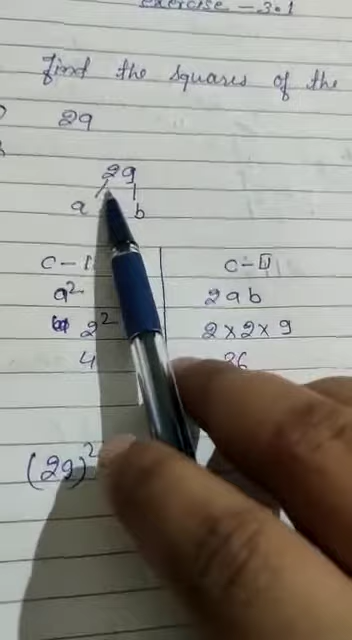 exercise - 3.1
find the squares of the
29
29
a b
C - I C - II
a² 2ab
2² 2×2×9
4 36
(29)²